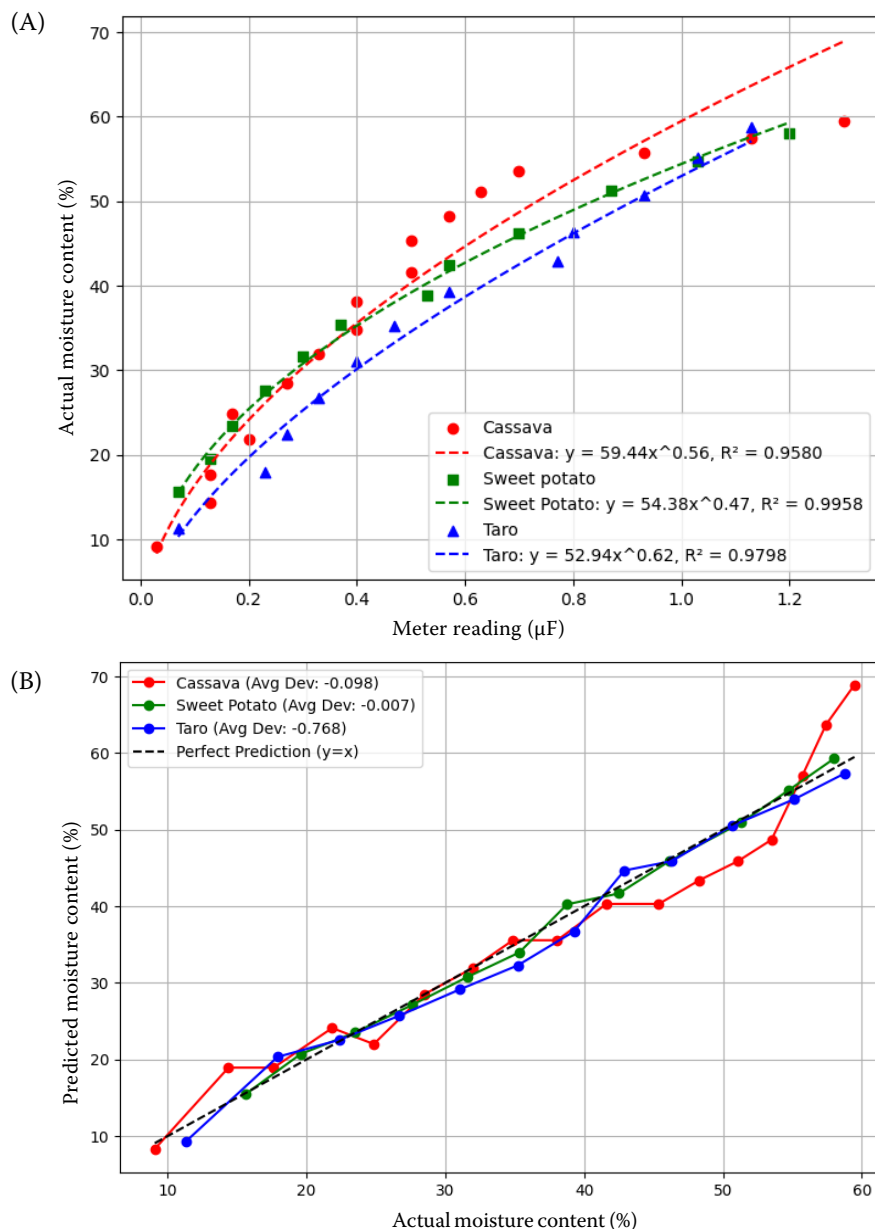 (A)
70
60
50
40
30
20
10
Actual moisture content (%)
Cassava
Cassava: y = 59.44x^0.56, R² = 0.9580
Sweet potato
Sweet Potato: y = 54.38x^0.47, R² = 0.9958
Taro
Taro: y = 52.94x^0.62, R² = 0.9798
0.0 0.2 0.4 0.6 0.8 1.0 1.2
Meter reading (µF)
(B)
70
60
50
40
30
20
10
Predicted moisture content (%)
Cassava (Avg Dev: -0.098)
Sweet Potato (Avg Dev: -0.007)
Taro (Avg Dev: -0.768)
Perfect Prediction (y=x)
10 20 30 40 50 60
Actual moisture content (%)